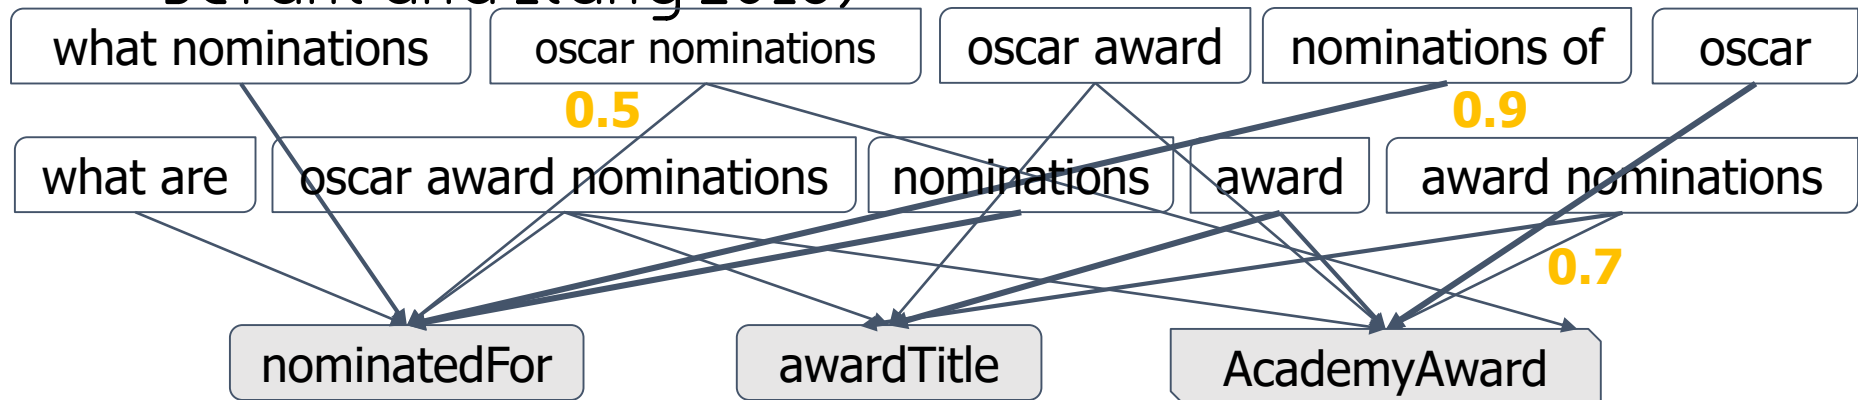 what nominations
oscar nominations
oscar award
nominations of
oscar
0.5
0.9
what are
oscar award nominations
nominations
award
award nominations
0.7
nominatedFor
awardTitle
AcademyAward